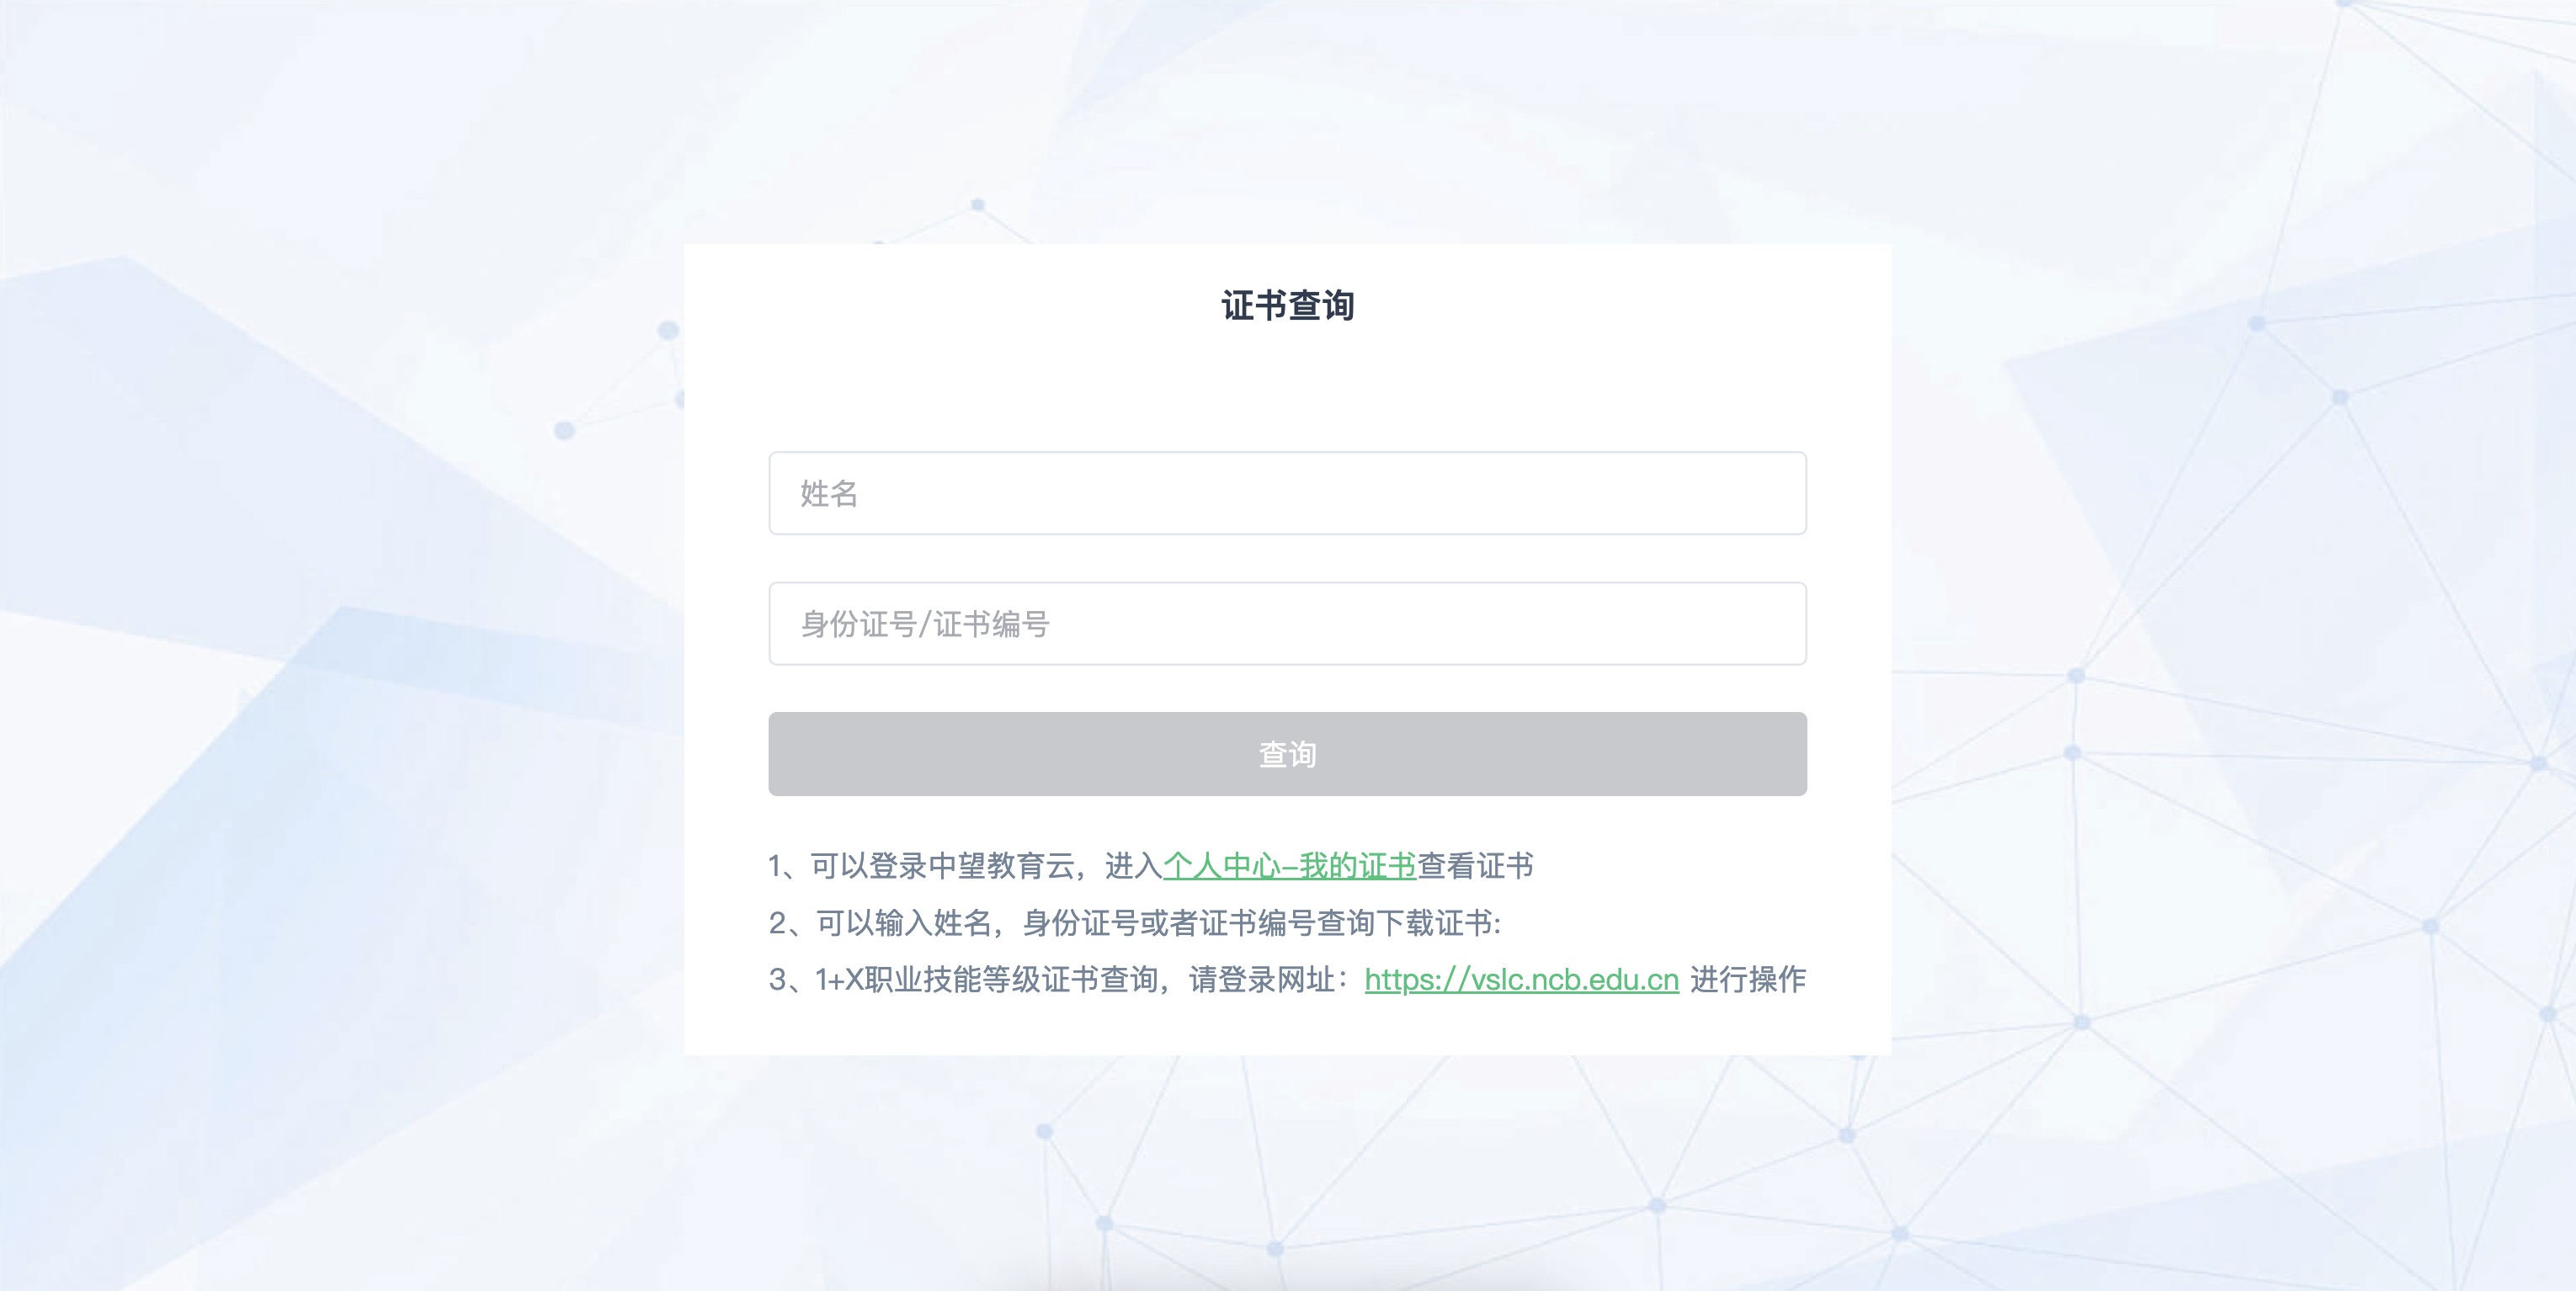 证书查询
姓名
身份证号/证书编号
查询
1、可以登录中望教育云，进入个人中心-我的证书查看证书
2、可以输入姓名，身份证号或者证书编号查询下载证书:
3、1+X职业技能等级证书查询，请登录网址：https://vslc.ncb.edu.cn 进行操作